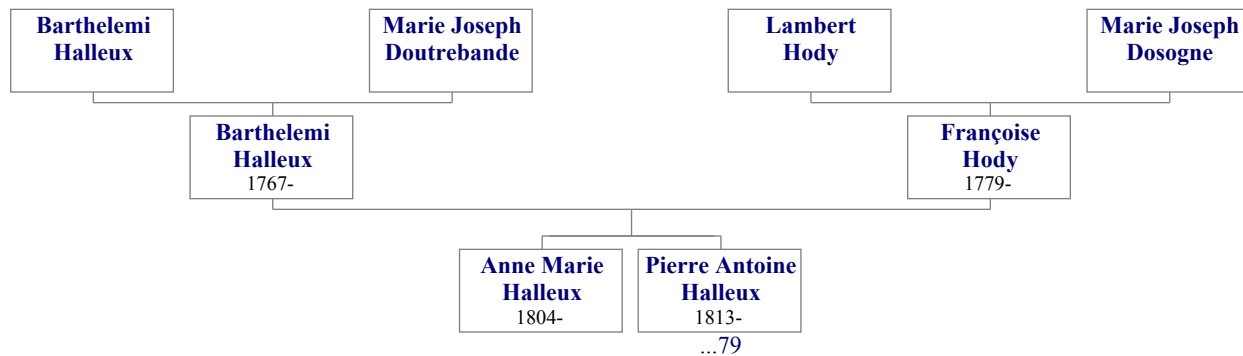 Barthelemi
Halleux
Marie Joseph
Doutrebande
Lambert
Hody
Marie Joseph
Dosogne
Barthelemi
Halleux
1767-
Françoise
Hody
1779-
Anne Marie
Halleux
1804-
Pierre Antoine
Halleux
1813-
...79